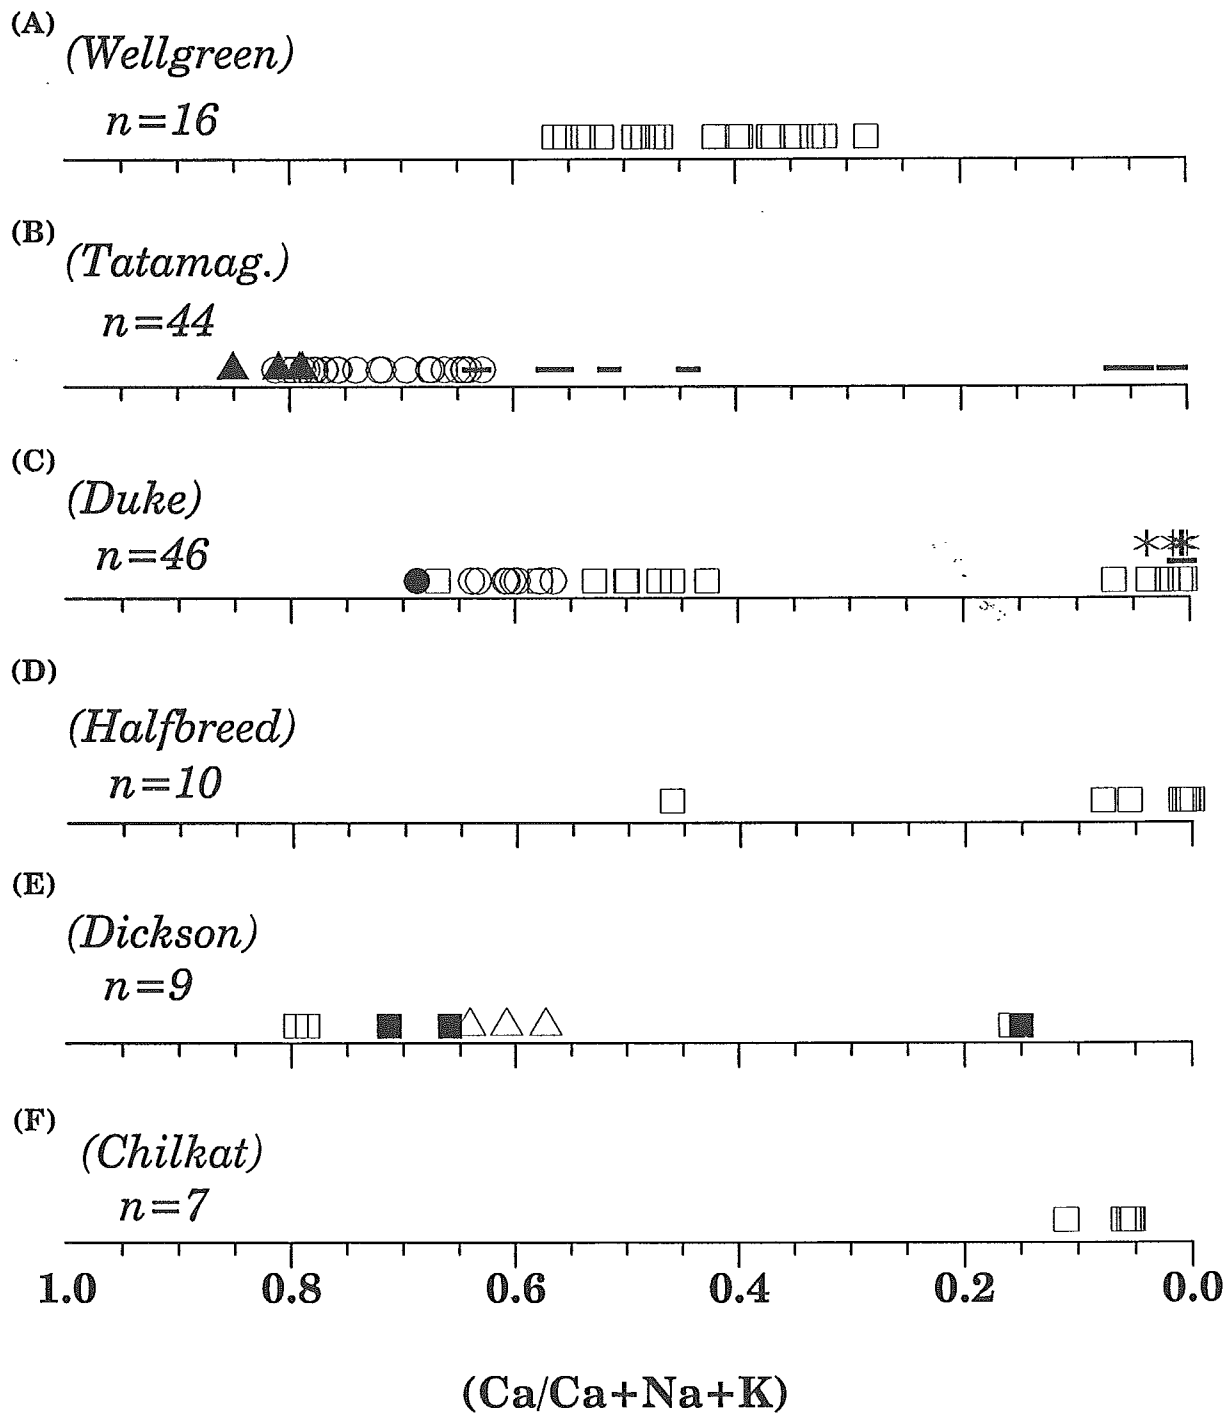 (A)
(Wellgreen)
n=16
(B)
(Tatamag.)
n=44
(C)
(Duke)
n=46
(D)
(Halfbreed)
n=10
(E)
(Dickson)
n=9
(F)
(Chilkat)
n=7
1.0 0.8 0.6 0.4 0.2 0.0
(Ca/Ca+Na+K)